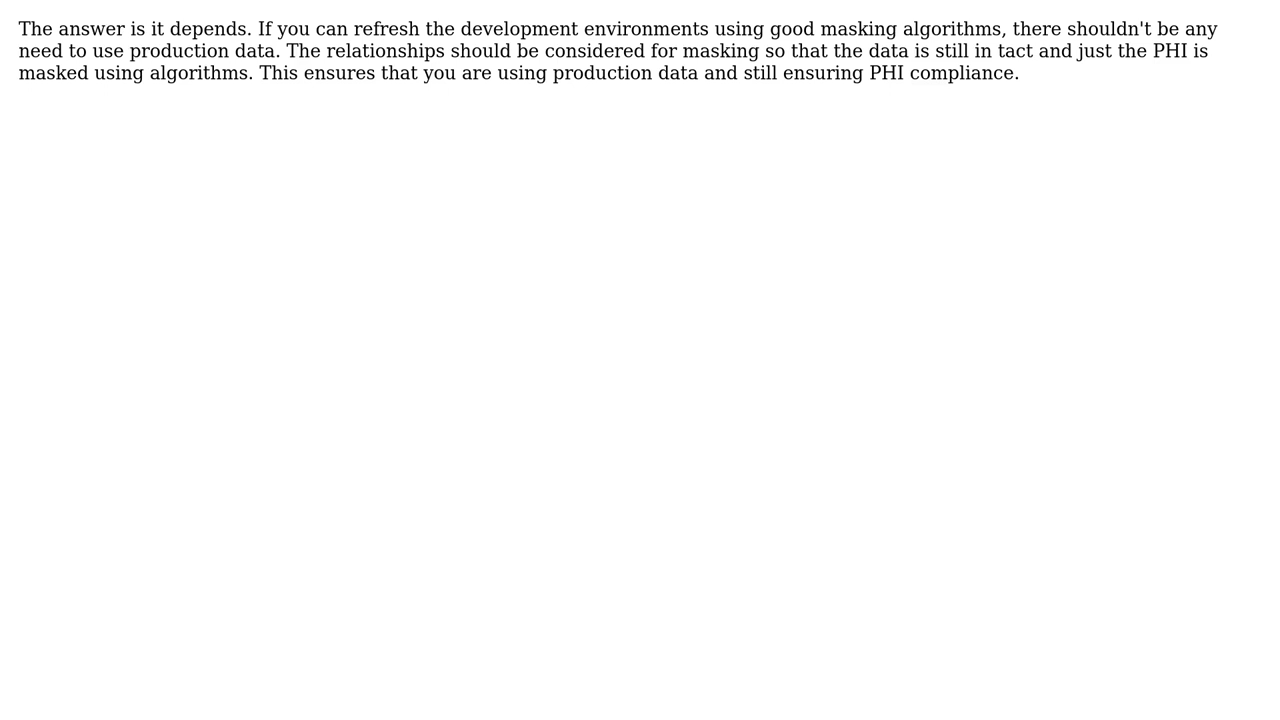 The answer is it depends. If you can refresh the development environments using good masking algorithms, there shouldn't be any
need to use production data. The relationships should be considered for masking so that the data is still in tact and just the PHI is
masked using algorithms. This ensures that you are using production data and still ensuring PHI compliance.